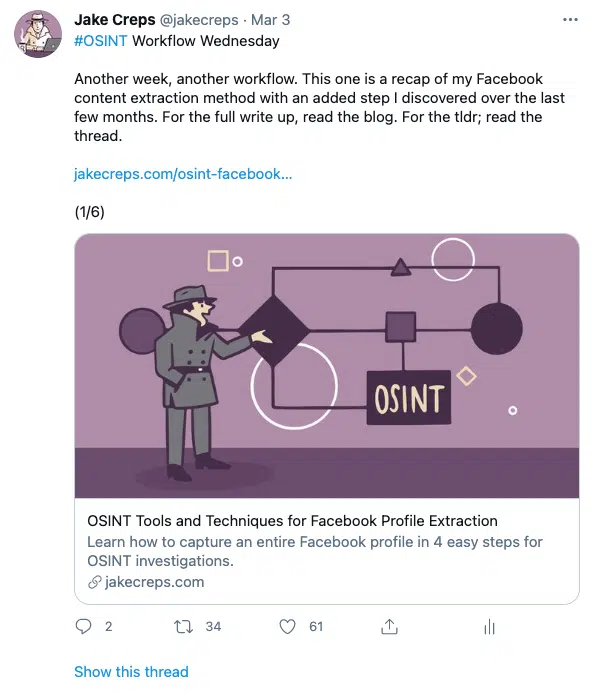 Jake Creps @jakecreps · Mar 3
#OSINT Workflow Wednesday
Another week, another workflow. This one is a recap of my Facebook
content extraction method with an added step I discovered over the last
few months. For the full write up, read the blog. For the tldr; read the
thread.
jakecreps.com/osint-facebook...
(1/6)
OSINT
OSINT Tools and Techniques for Facebook Profile Extraction
Learn how to capture an entire Facebook profile in 4 easy steps for
OSINT investigations.
jakecreps.com
2 34 61
Show this thread